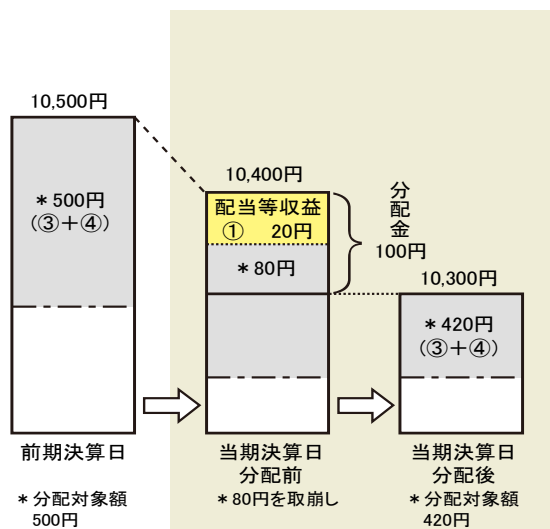 10,500円
＊500円
（③＋④）
前期決算日
＊分配対象額
500円
10,400円
配当等収益
① 20円
＊80円
分配金
100円
当期決算日
分配前
＊80円を取崩し
10,300円
＊420円
（③＋④）
当期決算日
分配後
＊分配対象額
420円